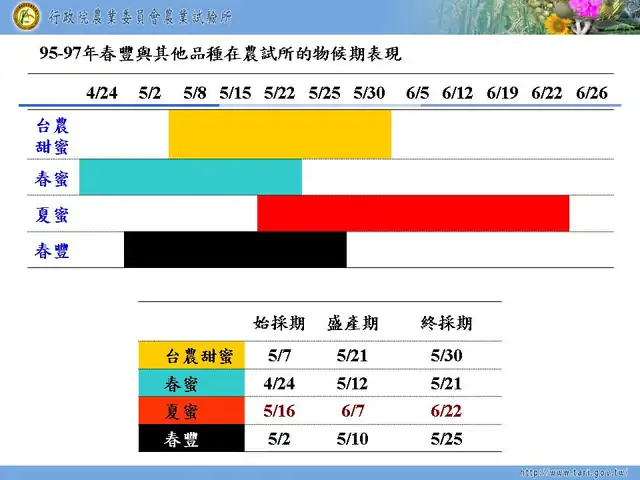 行政院農業委員會農業試驗所
95-97年春豐與其他品種在農試所的物候期表現
4/24 5/2 5/8 5/15 5/22 5/25 5/30 6/5 6/12 6/19 6/22 6/26
台農
甜蜜
春蜜
夏蜜
春豐
始採期 盛產期 終採期
台農甜蜜 5/7 5/21 5/30
春蜜 4/24 5/12 5/21
夏蜜 5/16 6/7 6/22
春豐 5/2 5/10 5/25
http://www.tari.gov.tw/